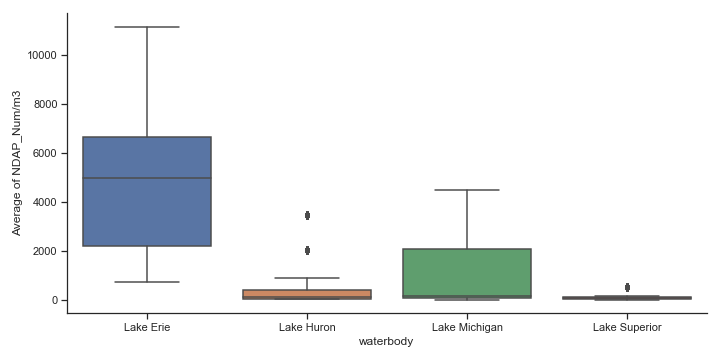 Average of NDAP_Num/m3
10000
8000
6000
4000
2000
0
Lake Erie
Lake Huron
Lake Michigan
Lake Superior
waterbody